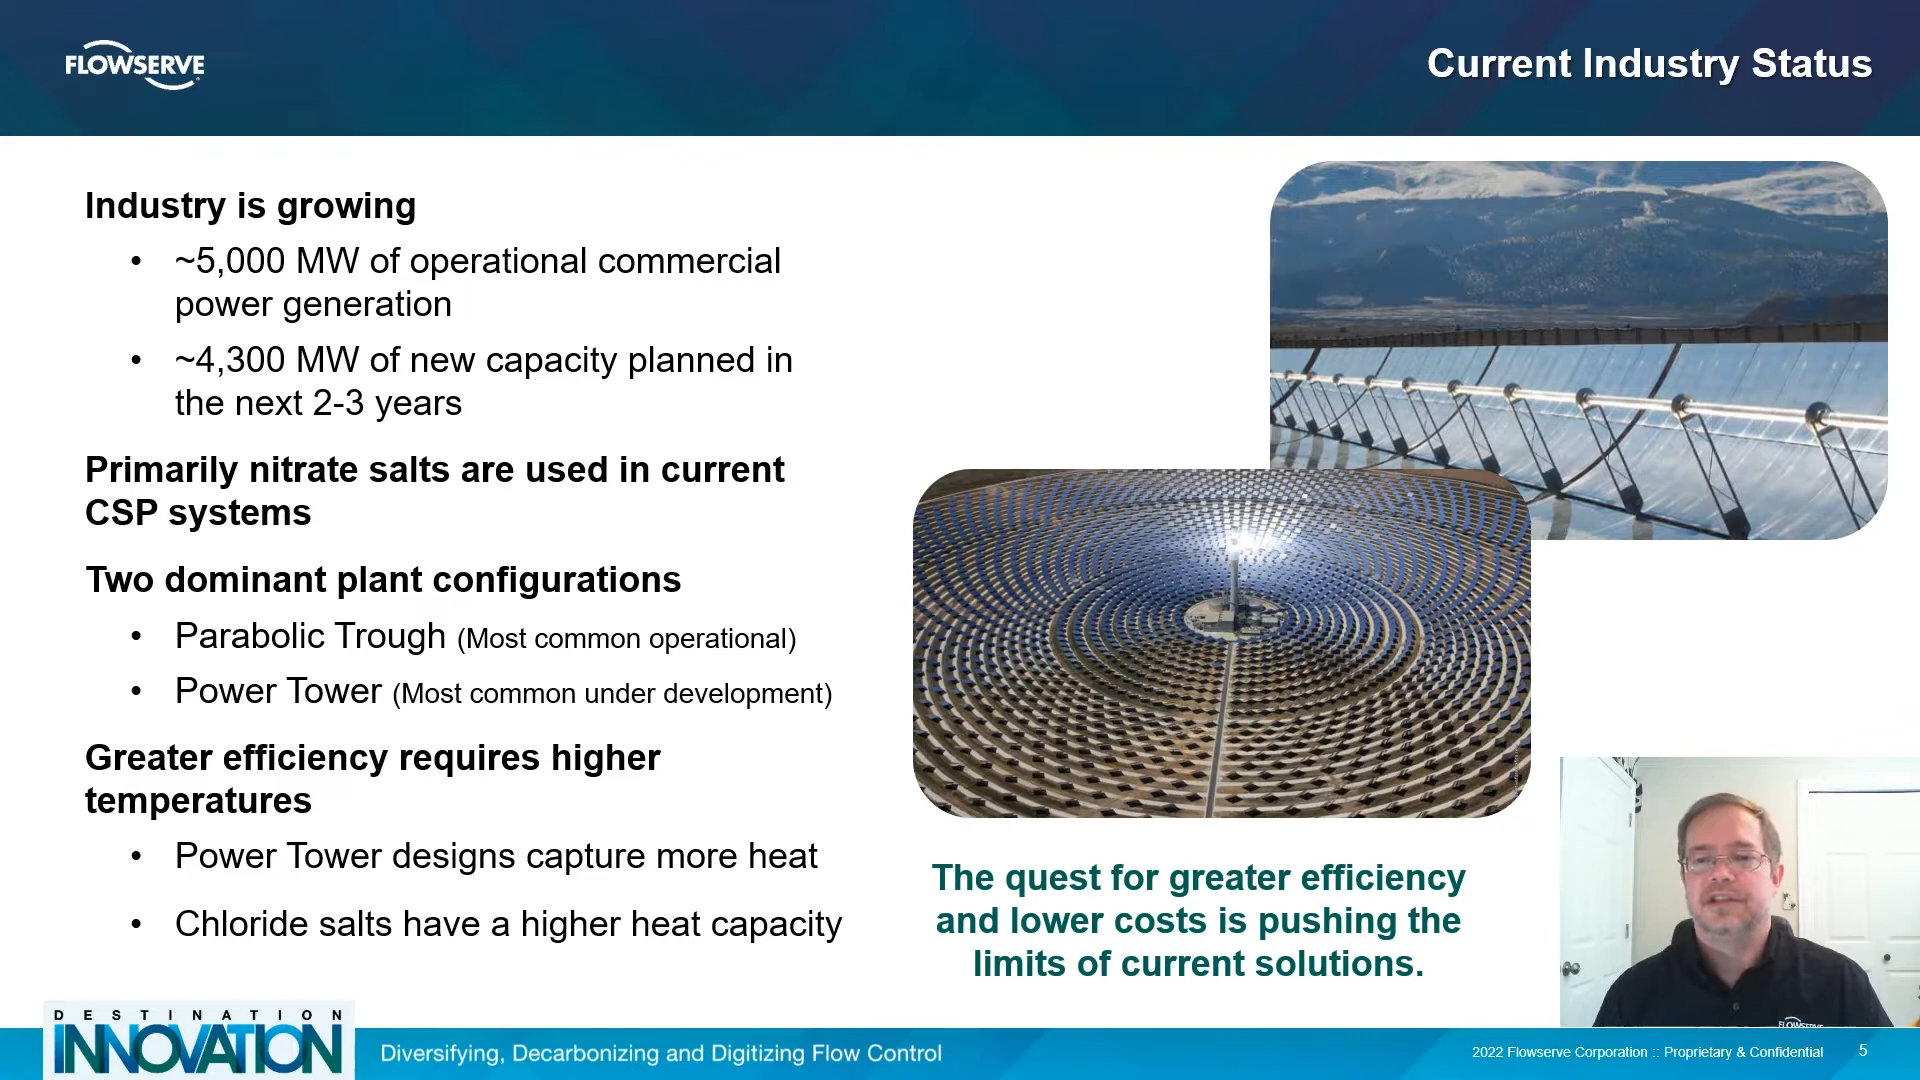 FLOWSERVE
Current Industry Status
Industry is growing
• ~5,000 MW of operational commercial
power generation
• ~4,300 MW of new capacity planned in
the next 2-3 years
Primarily nitrate salts are used in current
CSP systems
Two dominant plant configurations
• Parabolic Trough (Most common operational)
• Power Tower (Most common under development)
Greater efficiency requires higher
temperatures
• Power Tower designs capture more heat
• Chloride salts have a higher heat capacity
The quest for greater efficiency
and lower costs is pushing the
limits of current solutions.
FLOWSERVE
DESTINATION
INNOVATION
Diversifying, Decarbonizing and Digitizing Flow Control
2022 Flowserve Corporation :: Proprietary & Confidential
5